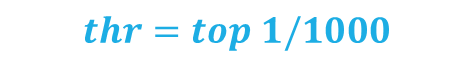 thr = top 1/1000